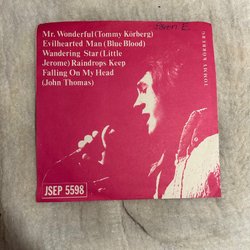 Mr. Wonderful (Tommy Körberg)
Evilhearted Man (Blue Blood)
Wandering Star (Little
Jerome) Raindrops Keep
Falling On My Head
(John Thomas)
TOMMY KÖRBERG
JSEP 5598